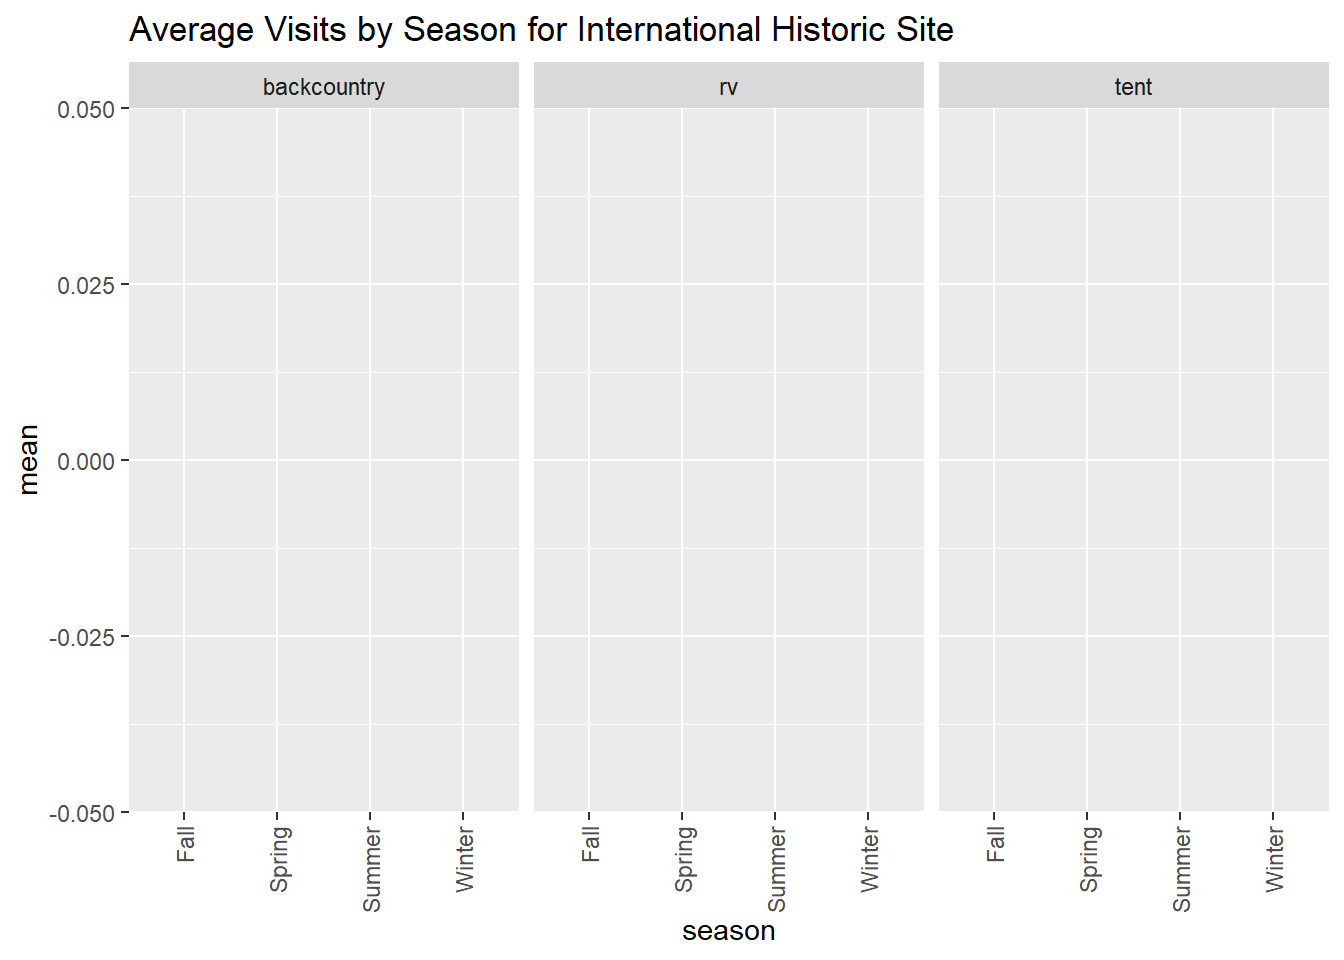 Average Visits by Season for International Historic Site
backcountry
rv
tent
0.050
0.025
0.000
-0.025
-0.050
mean
Fall
Spring
Summer
Winter
Fall
Spring
Summer
Winter
Fall
Spring
Summer
Winter
season